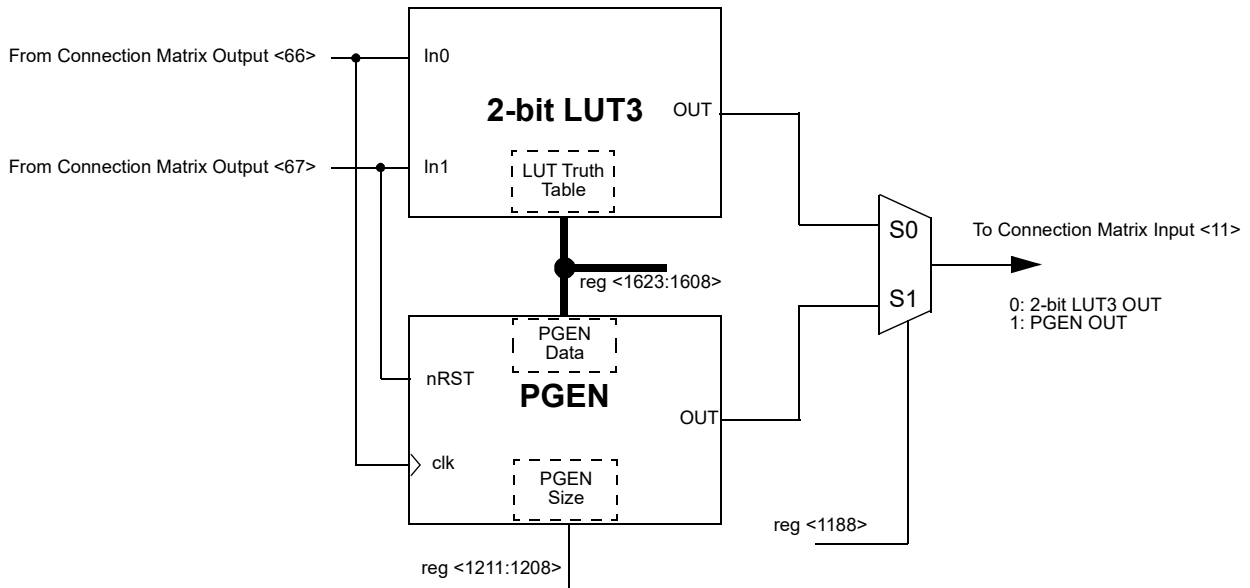 From Connection Matrix Output <66>
In0
2-bit LUT3
OUT
From Connection Matrix Output <67>
In1
LUT Truth
Table
S0
To Connection Matrix Input <11>
reg <1623:1608>
S1
0: 2-bit LUT3 OUT
1: PGEN OUT
PGEN
Data
nRST
PGEN
OUT
clk
PGEN
Size
reg <1188>
reg <1211:1208>